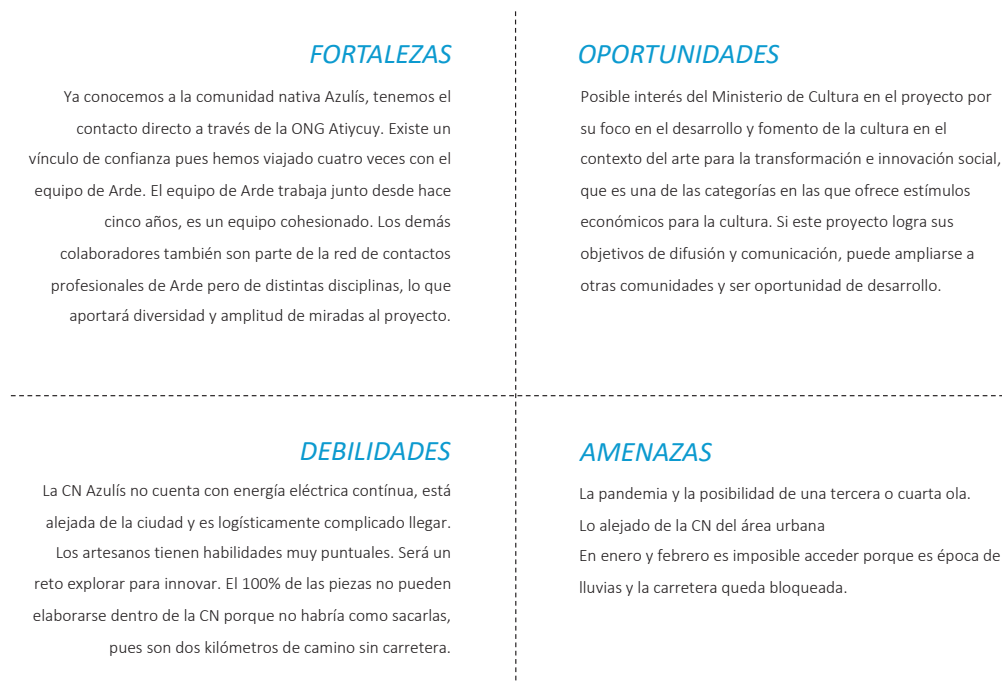 FORTALEZAS
Ya conocemos a la comunidad nativa Azulís, tenemos el
contacto directo a través de la ONG Atiycuy. Existe un
vínculo de confianza pues hemos viajado cuatro veces con el
equipo de Arde. El equipo de Arde trabaja junto desde hace
cinco años, es un equipo cohesionado. Los demás
colaboradores también son parte de la red de contactos
profesionales de Arde pero de distintas disciplinas, lo que
aportará diversidad y amplitud de miradas al proyecto.
OPORTUNIDADES
Posible interés del Ministerio de Cultura en el proyecto por
su foco en el desarrollo y fomento de la cultura en el
contexto del arte para la transformación e innovación social,
que es una de las categorías en las que ofrece estímulos
económicos para la cultura. Si este proyecto logra sus
objetivos de difusión y comunicación, puede ampliarse a
otras comunidades y ser oportunidad de desarrollo.
DEBILIDADES
La CN Azulís no cuenta con energía eléctrica contínua, está
alejada de la ciudad y es logísticamente complicado llegar.
Los artesanos tienen habilidades muy puntuales. Será un
reto explorar para innovar. El 100% de las piezas no pueden
elaborarse dentro de la CN porque no habría como sacarlas,
pues son dos kilómetros de camino sin carretera.
AMENAZAS
La pandemia y la posibilidad de una tercera o cuarta ola.
Lo alejado de la CN del área urbana
En enero y febrero es imposible acceder porque es época de
lluvias y la carretera queda bloqueada.